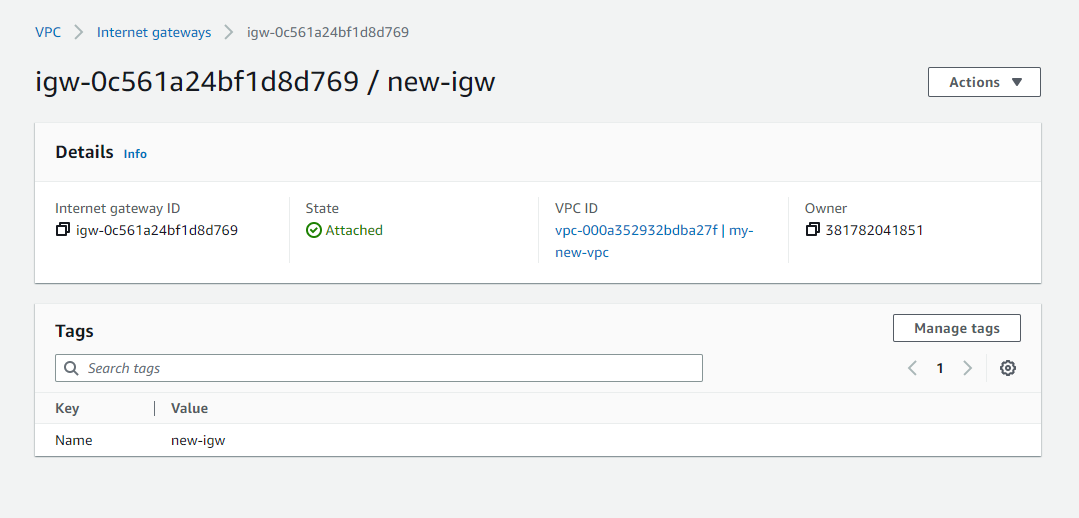 VPC > Internet gateways > igw-0c561a24bf1d8d769
igw-0c561a24bf1d8d769 / new-igw
Actions ▼
Details Info
Internet gateway ID
igw-0c561a24bf1d8d769
State
Attached
VPC ID
vpc-000a352932bdba27f | my-
new-vpc
Owner
381782041851
Tags
Manage tags
Search tags
1
Key Value
Name new-igw